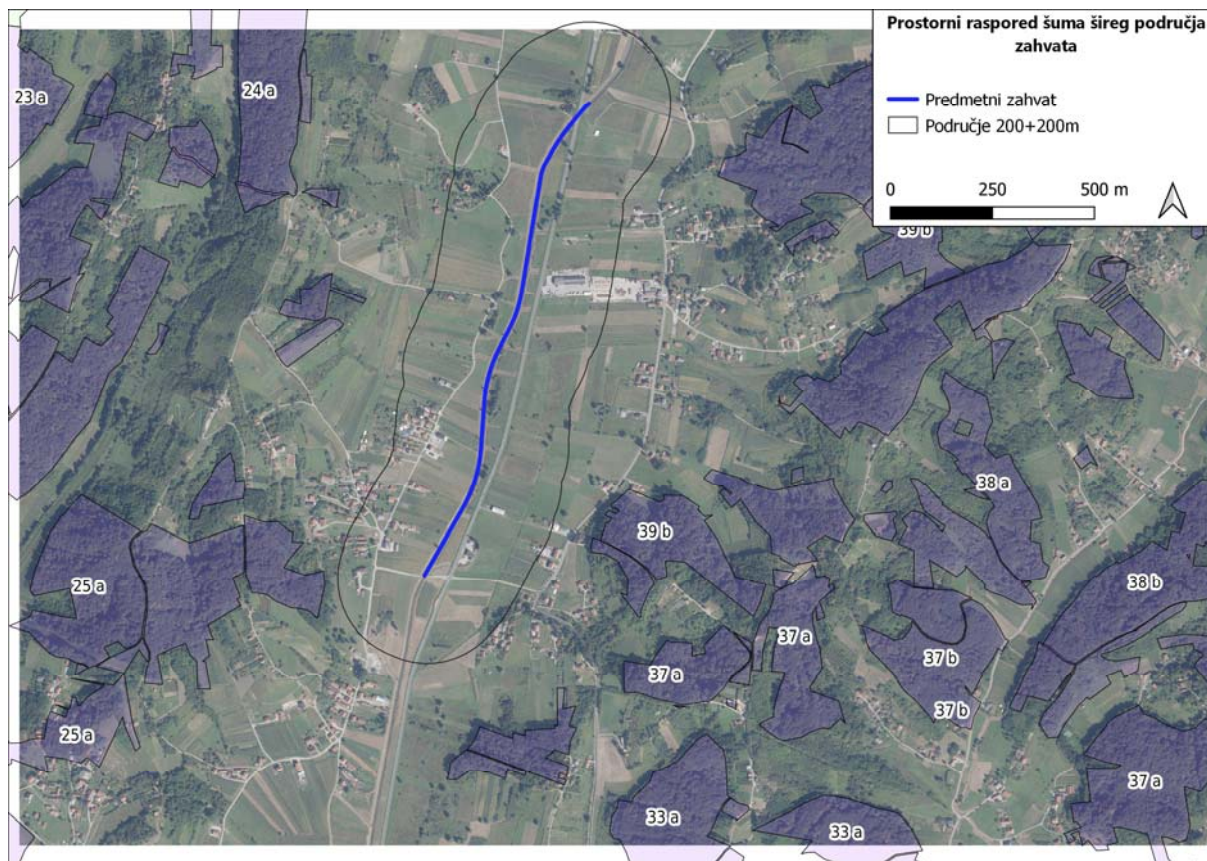 Prostorni raspored šuma šireg područja
zahvata
Predmetni zahvat
Područje 200+200m
0 250 500 m
23 a
24 a
39 b
38 a
39 b
25 a
38 b
37 a
37 b
37 a
37 b
25 a
37 a
33 a
33 a